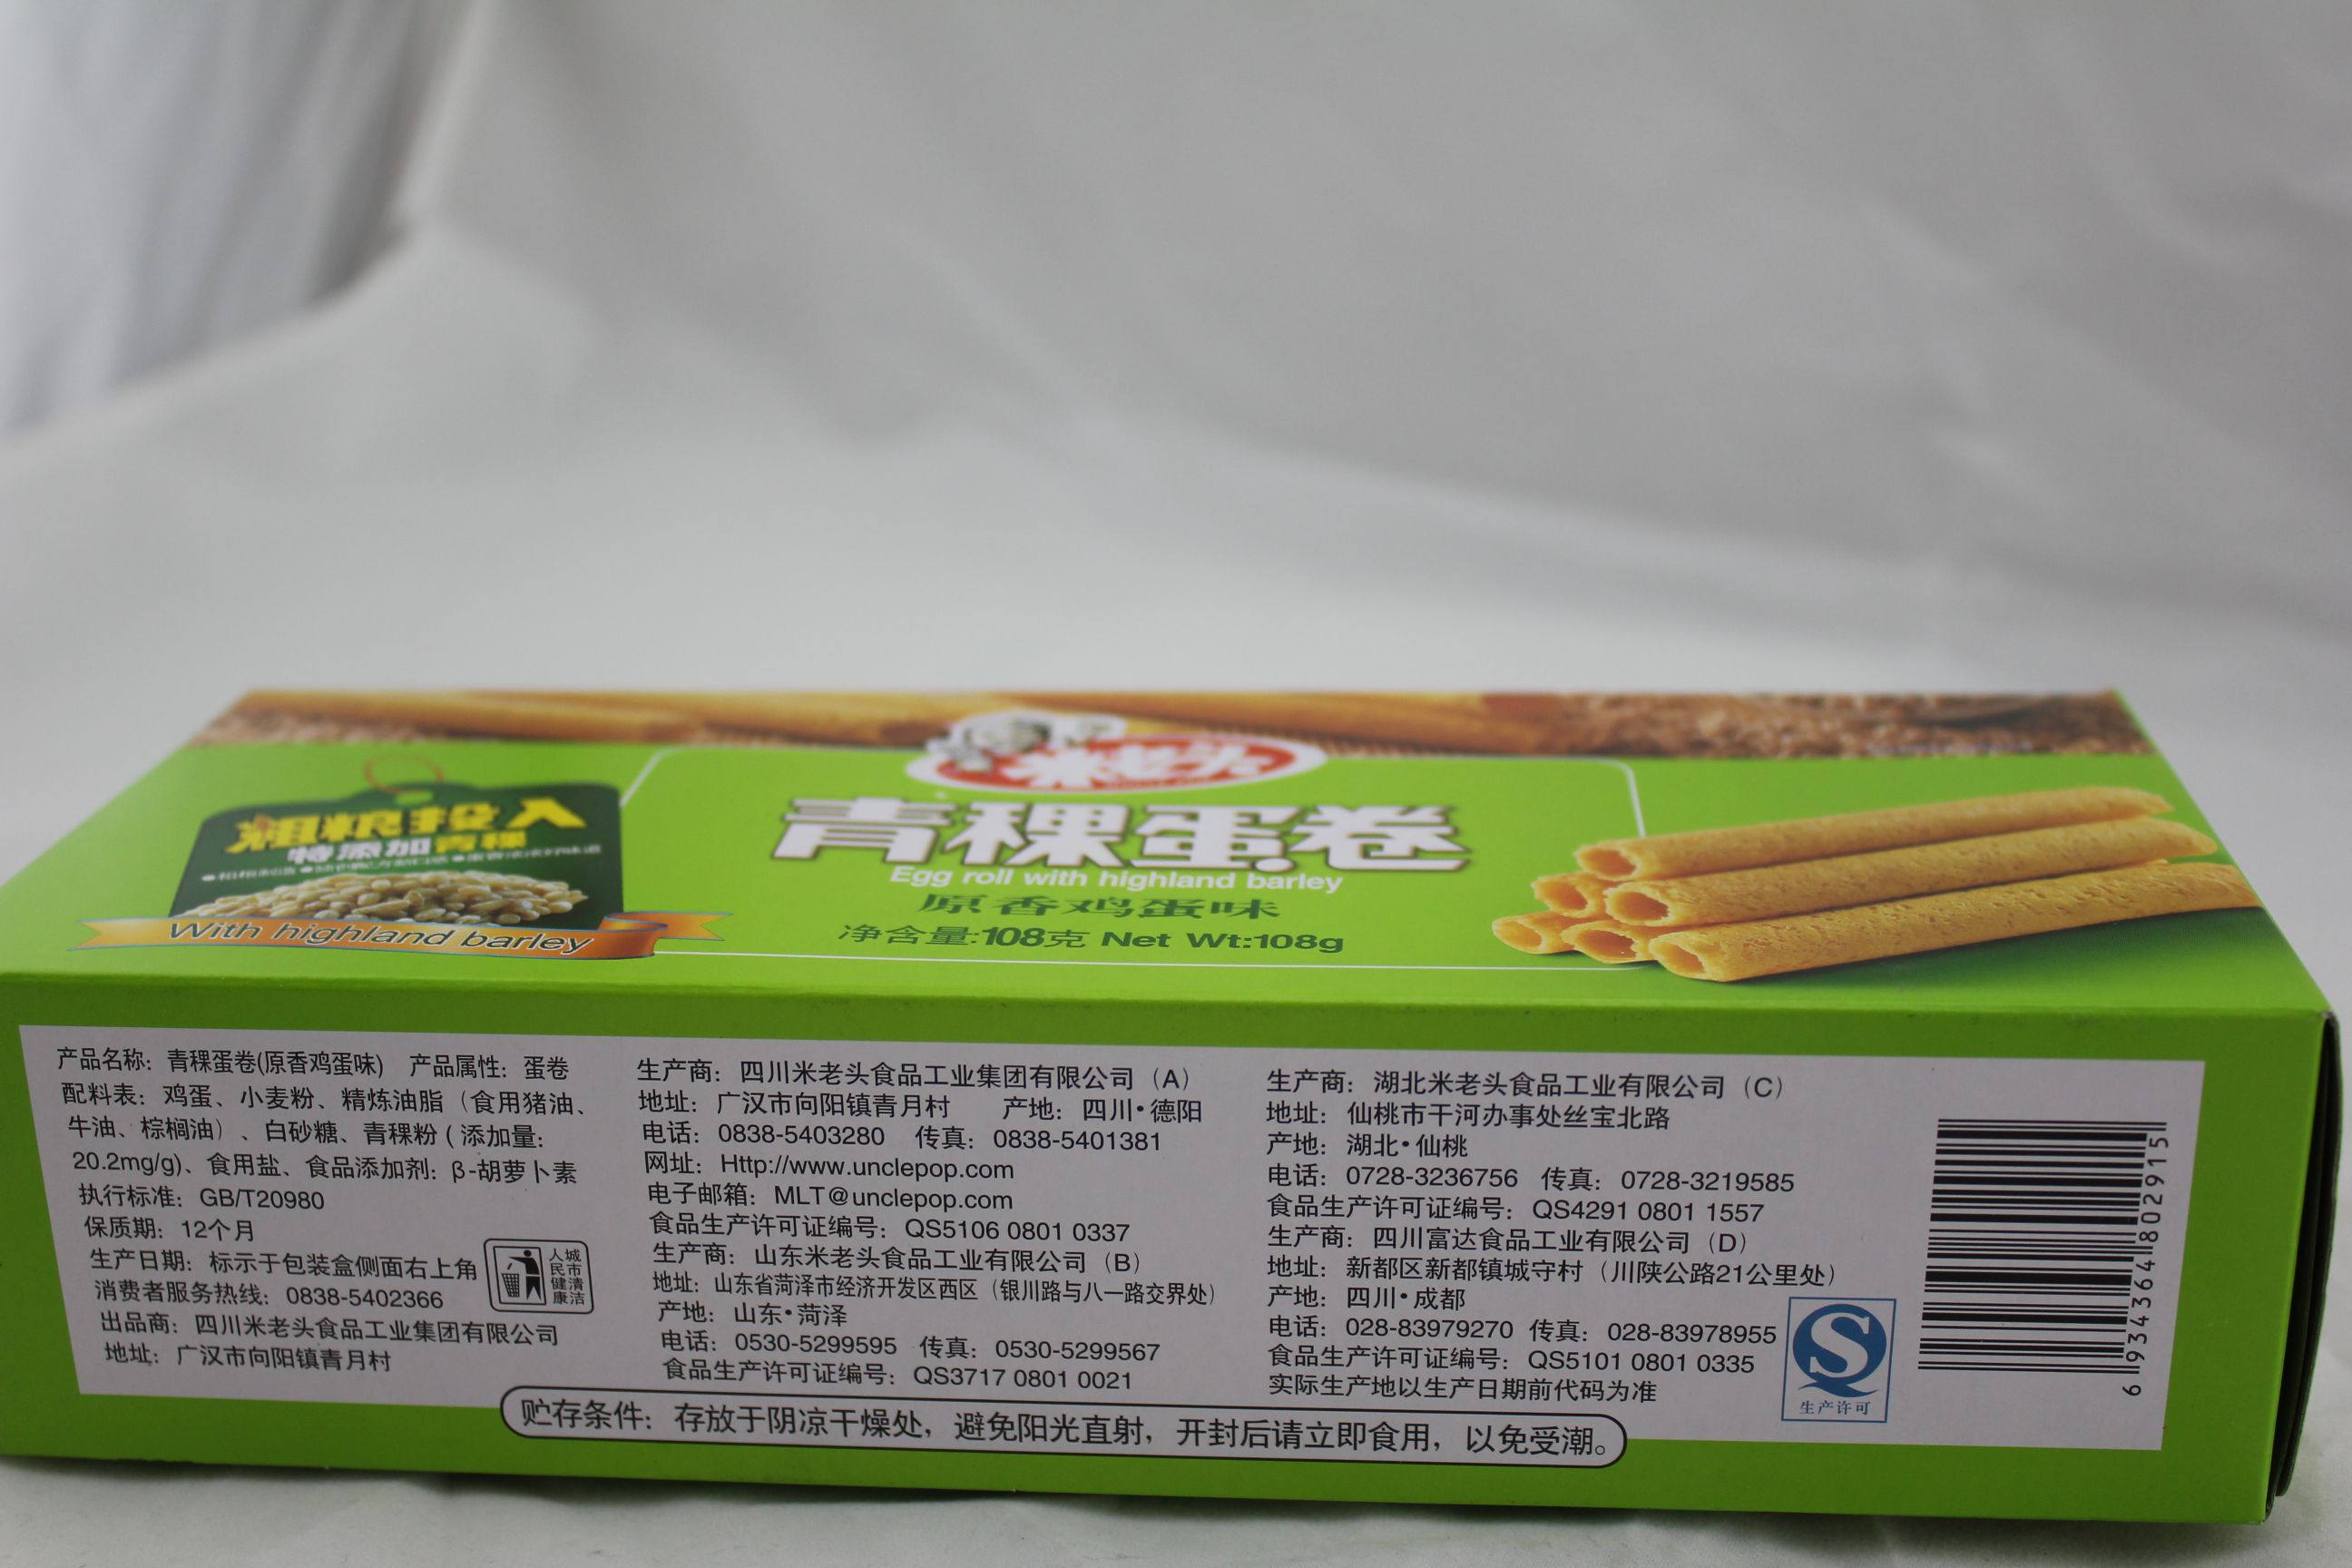 米老头
粗粮投入
特添加青稞
With highland barley
青稞蛋卷
Egg roll with highland barley
原香鸡蛋味
净含量:108克 Net Wt:108g
产品名称：青稞蛋卷(原香鸡蛋味) 产品属性：蛋卷
配料表：鸡蛋、小麦粉、精炼油脂（食用猪油、
牛油、棕榈油）、白砂糖、青稞粉 ( 添加量:
20.2mg/g)、食用盐、食品添加剂：β-胡萝卜素
执行标准：GB/T20980
保质期：12个月
生产日期：标示于包装盒侧面右上角
消费者服务热线：0838-5402366
出品商：四川米老头食品工业集团有限公司
地址：广汉市向阳镇青月村
城市清洁
人民健康
生产商：四川米老头食品工业集团有限公司（A）
地址：广汉市向阳镇青月村 产地：四川•德阳
电话：0838-5403280 传真：0838-5401381
网址：Http://www.unclepop.com
电子邮箱：MLT@unclepop.com
食品生产许可证编号：QS5106 0801 0337
生产商：山东米老头食品工业有限公司（B）
地址：山东省菏泽市经济开发区西区（银川路与八一路交界处）
产地：山东•菏泽
电话：0530-5299595 传真：0530-5299567
食品生产许可证编号：QS3717 0801 0021
生产商：湖北米老头食品工业有限公司（C）
地址：仙桃市干河办事处丝宝北路
产地：湖北•仙桃
电话：0728-3236756 传真：0728-3219585
食品生产许可证编号：QS4291 0801 1557
生产商：四川富达食品工业有限公司（D）
地址：新都区新都镇城守村（川陕公路21公里处）
产地：四川•成都
电话：028-83979270 传真：028-83978955
食品生产许可证编号：QS5101 0801 0335
实际生产地以生产日期前代码为准
生产许可
6 934364 802915
贮存条件：存放于阴凉干燥处，避免阳光直射，开封后请立即食用，以免受潮。